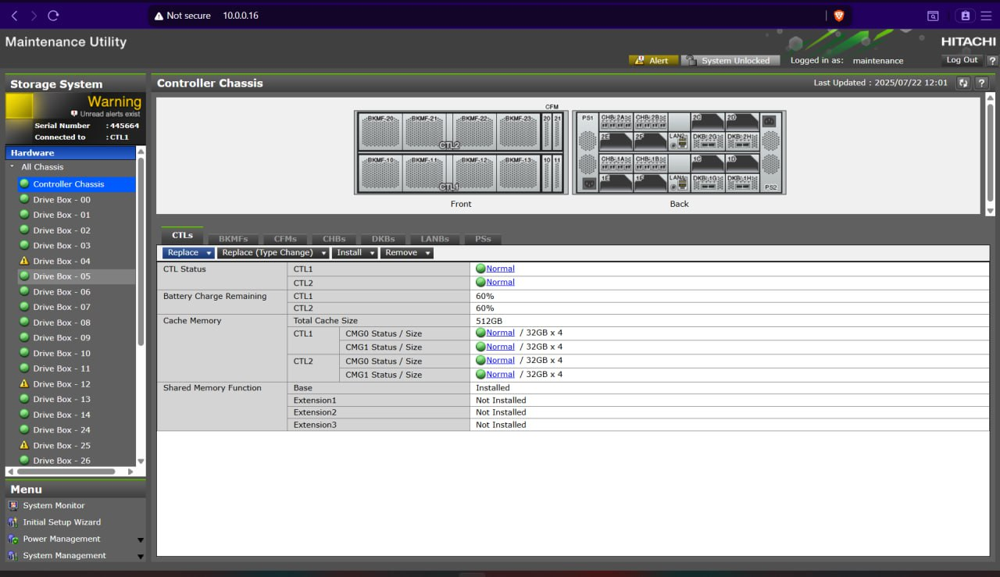 Not secure 10.0.0.16
Maintenance Utility
HITACHI
Alert System Unlocked Logged in as: maintenance Log Out ?
Storage System
Warning
Unread alerts exist
Serial Number : 445664
Connected to : CTL1
Hardware
All Chassis
Controller Chassis
Drive Box - 00
Drive Box - 01
Drive Box - 02
Drive Box - 03
Drive Box - 04
Drive Box - 05
Drive Box - 06
Drive Box - 07
Drive Box - 08
Drive Box - 09
Drive Box - 10
Drive Box - 11
Drive Box - 12
Drive Box - 13
Drive Box - 14
Drive Box - 24
Drive Box - 25
Drive Box - 26
Menu
System Monitor
Initial Setup Wizard
Power Management
System Management
Controller Chassis Last Updated : 2025/07/22 12:01 ?
CFM
BKMF-20 BKMF-21 BKMF-22 BKMF-23 20 21
CTL2
BKMF-10 BKMF-11 BKMF-12 BKMF-13 10 11
CTL1
Front
PS1 CHB-2A CHB-2B 2C 2D
2E 2F LAN2 DKB-2G DKB-2H
CHB-1A CHB-1B 1C 1D
1E 1F LAN1 DKB-1G DKB-1H PS2
Back
CTLs BKMFs CFMs CHBs DKBs LANBs PSs
Replace Replace (Type Change) Install Remove
CTL Status CTL1 Normal
CTL2 Normal
Battery Charge Remaining CTL1 60%
CTL2 60%
Cache Memory Total Cache Size 512GB
CTL1 CMG0 Status / Size Normal / 32GB x 4
CMG1 Status / Size Normal / 32GB x 4
CTL2 CMG0 Status / Size Normal / 32GB x 4
CMG1 Status / Size Normal / 32GB x 4
Shared Memory Function Base Installed
Extension1 Not Installed
Extension2 Not Installed
Extension3 Not Installed